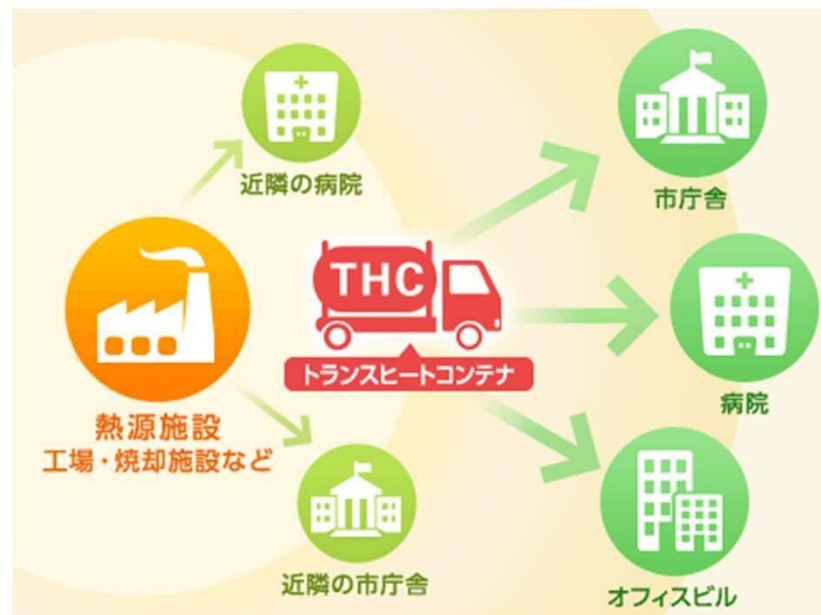 近隣の病院
市庁舎
THC
トランスヒートコンテナ
病院
熱源施設
工場・焼却施設など
近隣の市庁舎
オフィスビル